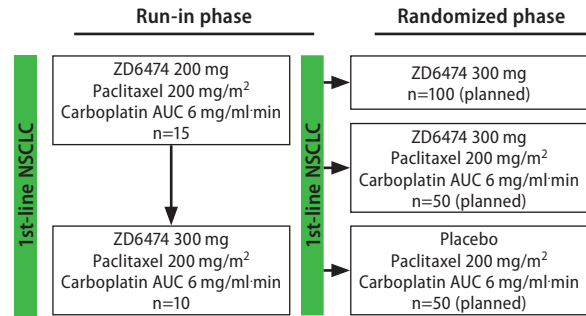 Run-in phase
Randomized phase
1st-line NSCLC
ZD6474 200 mg
Paclitaxel 200 mg/m²
Carboplatin AUC 6 mg/ml·min
n=15
ZD6474 300 mg
Paclitaxel 200 mg/m²
Carboplatin AUC 6 mg/ml·min
n=10
1st-line NSCLC
ZD6474 300 mg
n=100 (planned)
ZD6474 300 mg
Paclitaxel 200 mg/m²
Carboplatin AUC 6 mg/ml·min
n=50 (planned)
Placebo
Paclitaxel 200 mg/m²
Carboplatin AUC 6 mg/ml·min
n=50 (planned)